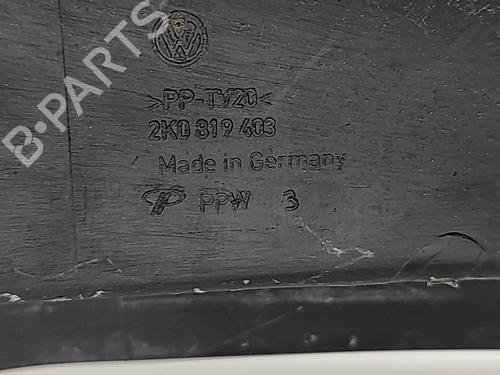 B-PARTS
>PP-TV20<
2K0 819 403
Made in Germany
PPW 3